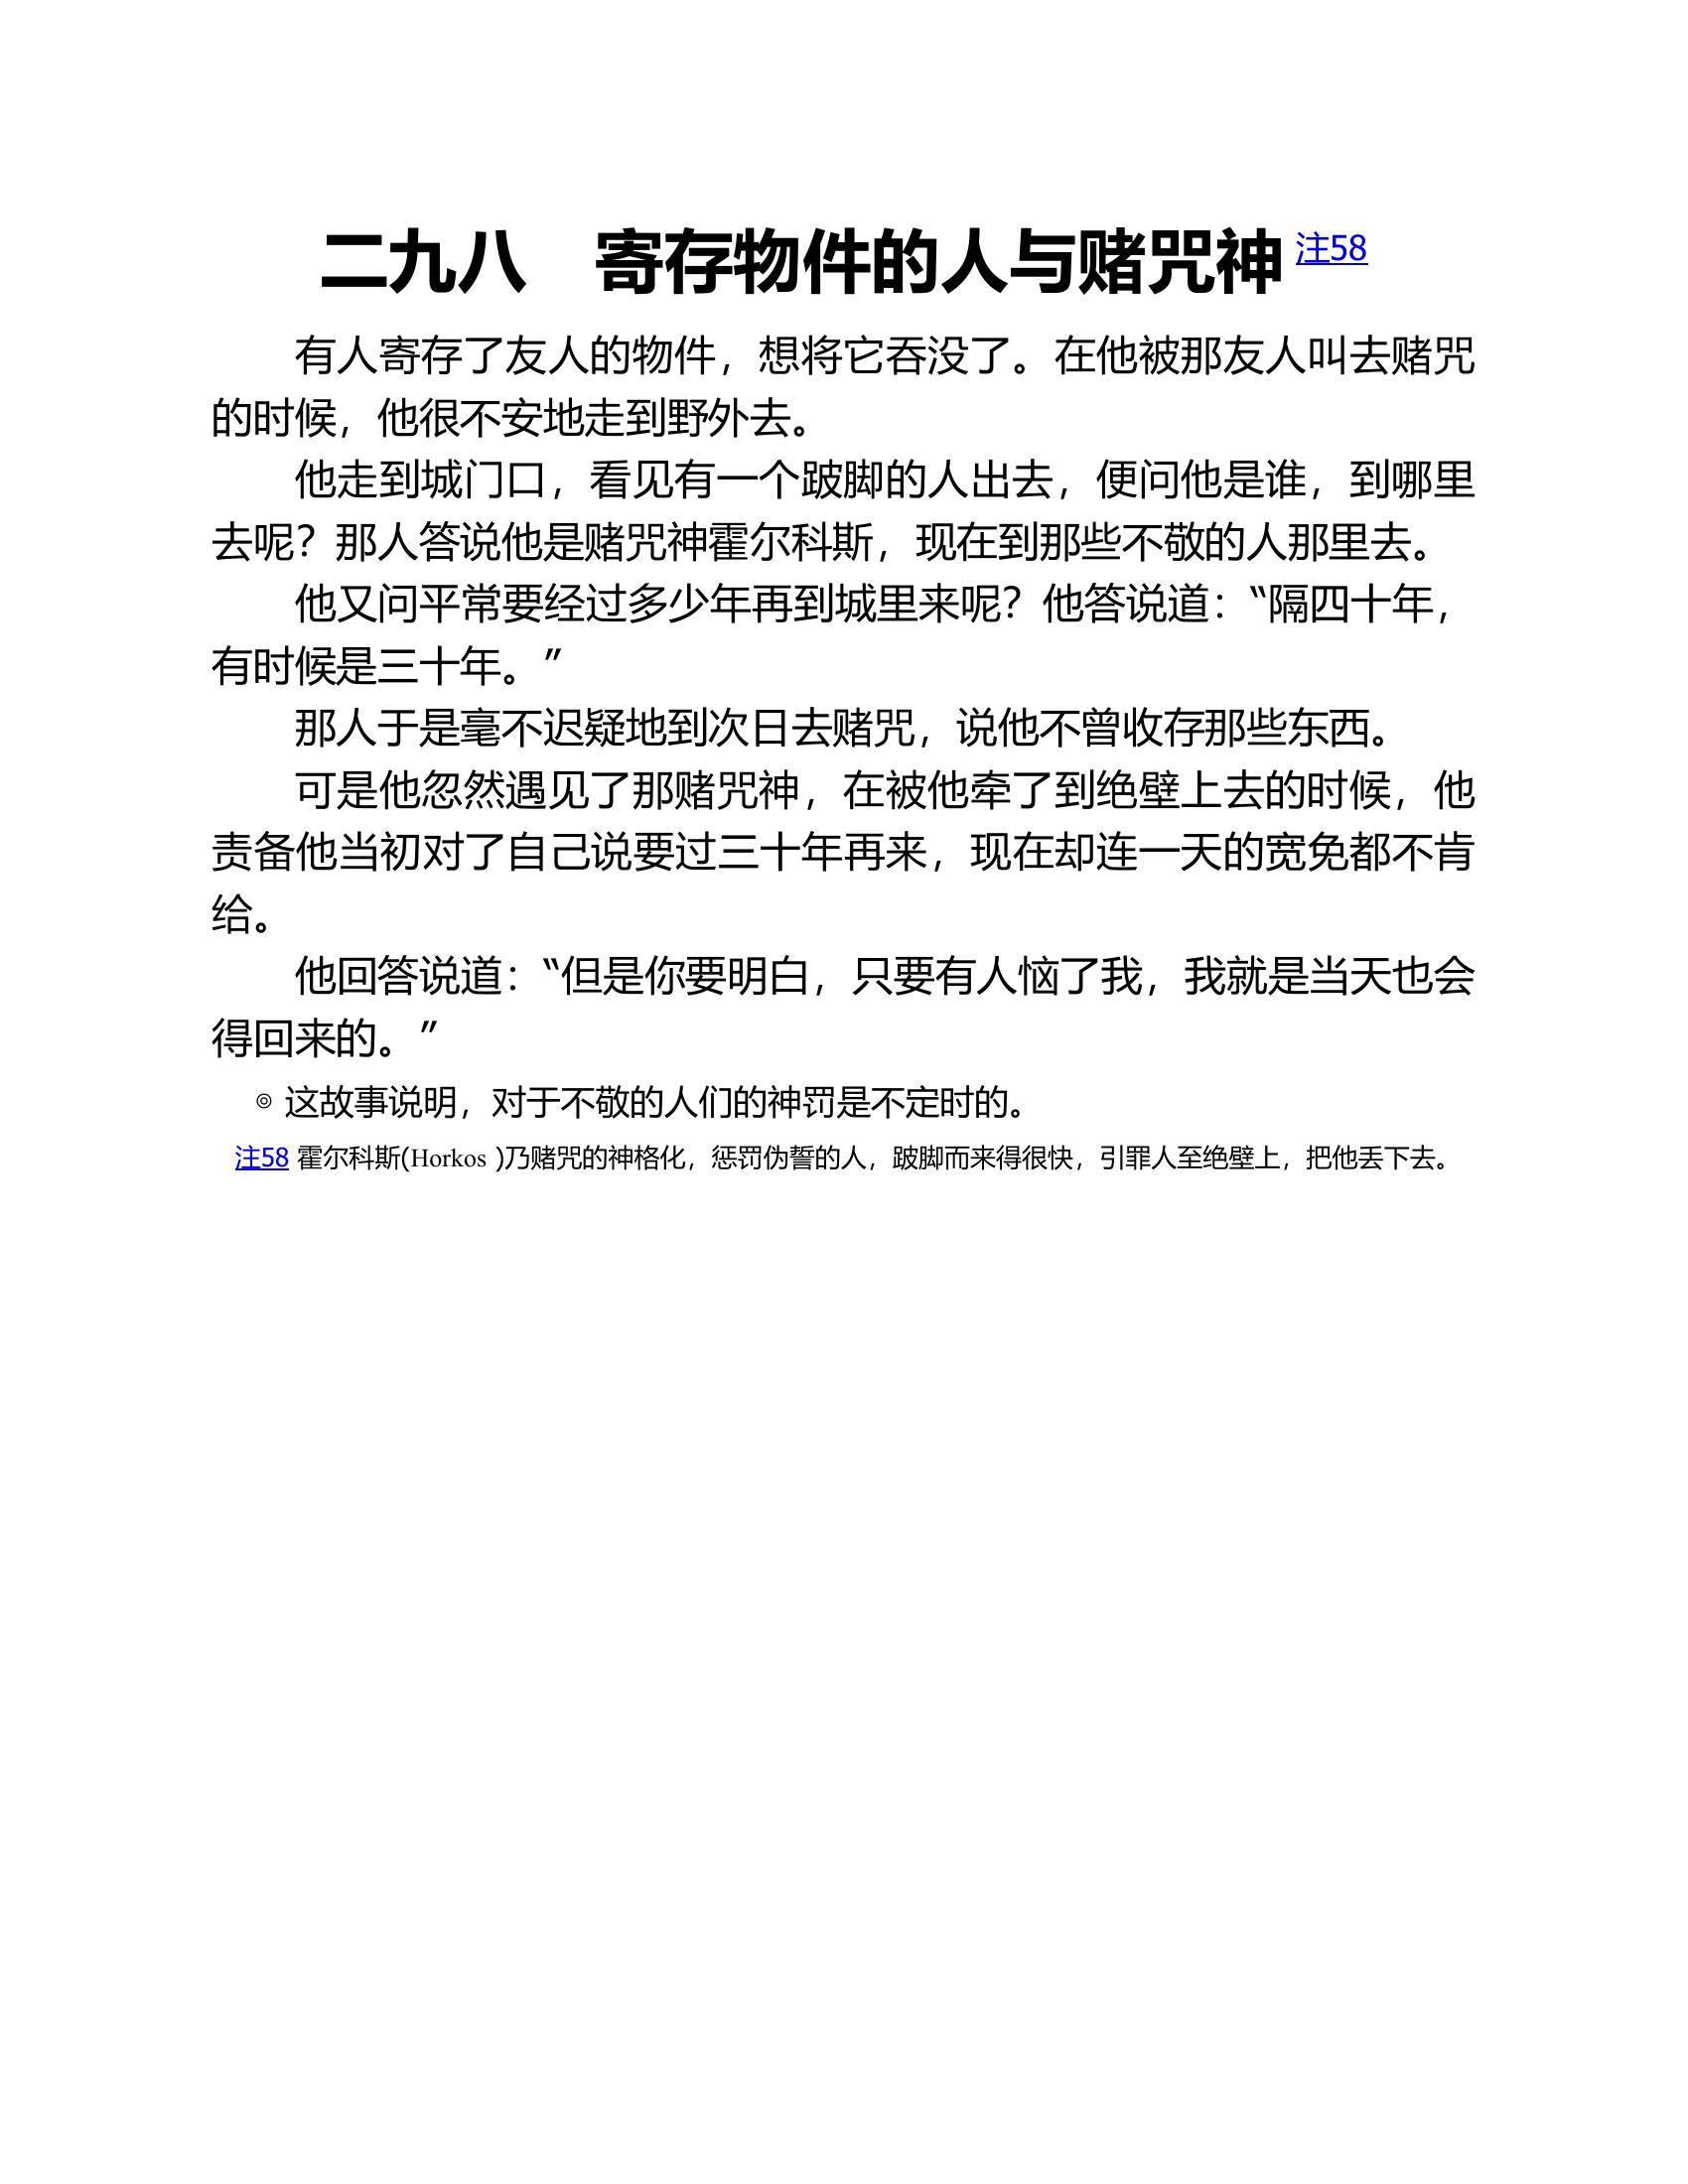 二九八　寄存物件的人与赌咒神 注58
有人寄存了友人的物件，想将它吞没了。在他被那友人叫去赌咒
的时候，他很不安地走到野外去。
他走到城门口，看见有一个跛脚的人出去，便问他是谁，到哪里
去呢？那人答说他是赌咒神霍尔科斯，现在到那些不敬的人那里去。
他又问平常要经过多少年再到城里来呢？他答说道：“隔四十年，
有时候是三十年。”
那人于是毫不迟疑地到次日去赌咒，说他不曾收存那些东西。
可是他忽然遇见了那赌咒神，在被他牵了到绝壁上去的时候，他
责备他当初对了自己说要过三十年再来，现在却连一天的宽免都不肯
给。
他回答说道：“但是你要明白，只要有人恼了我，我就是当天也会
得回来的。”
◎ 这故事说明，对于不敬的人们的神罚是不定时的。
注58 霍尔科斯(Horkos )乃赌咒的神格化，惩罚伪誓的人，跛脚而来得很快，引罪人至绝壁上，把他丢下去。